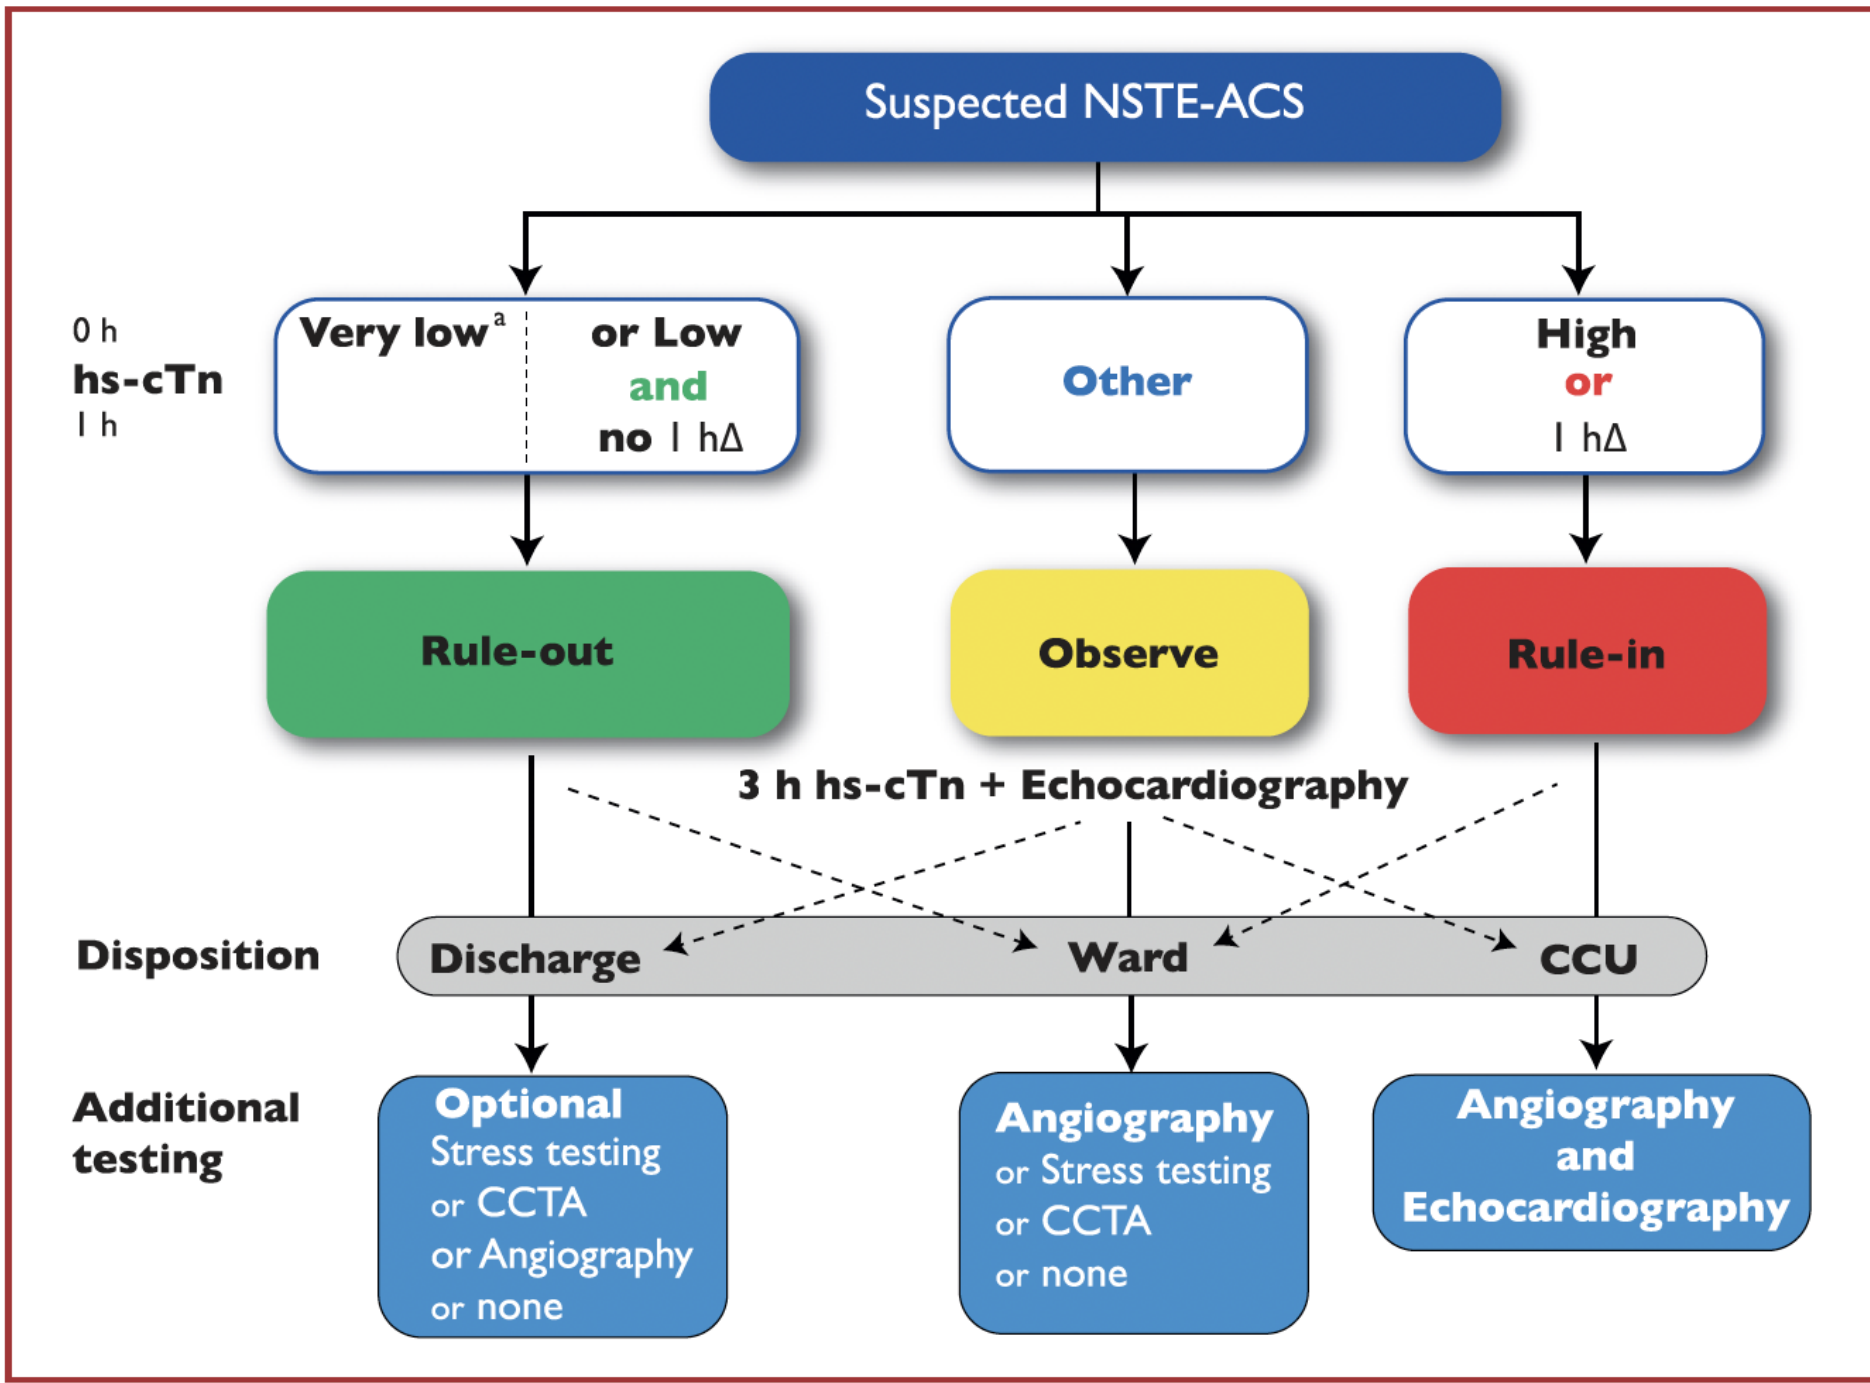 Suspected NSTE-ACS
0 h
hs-cTn
1 h
Very low a
or Low
and
no 1 hΔ
Other
High
or
1 hΔ
Rule-out
Observe
Rule-in
3 h hs-cTn + Echocardiography
Disposition
Discharge
Ward
CCU
Additional
testing
Optional
Stress testing
or CCTA
or Angiography
or none
Angiography
or Stress testing
or CCTA
or none
Angiography
and
Echocardiography